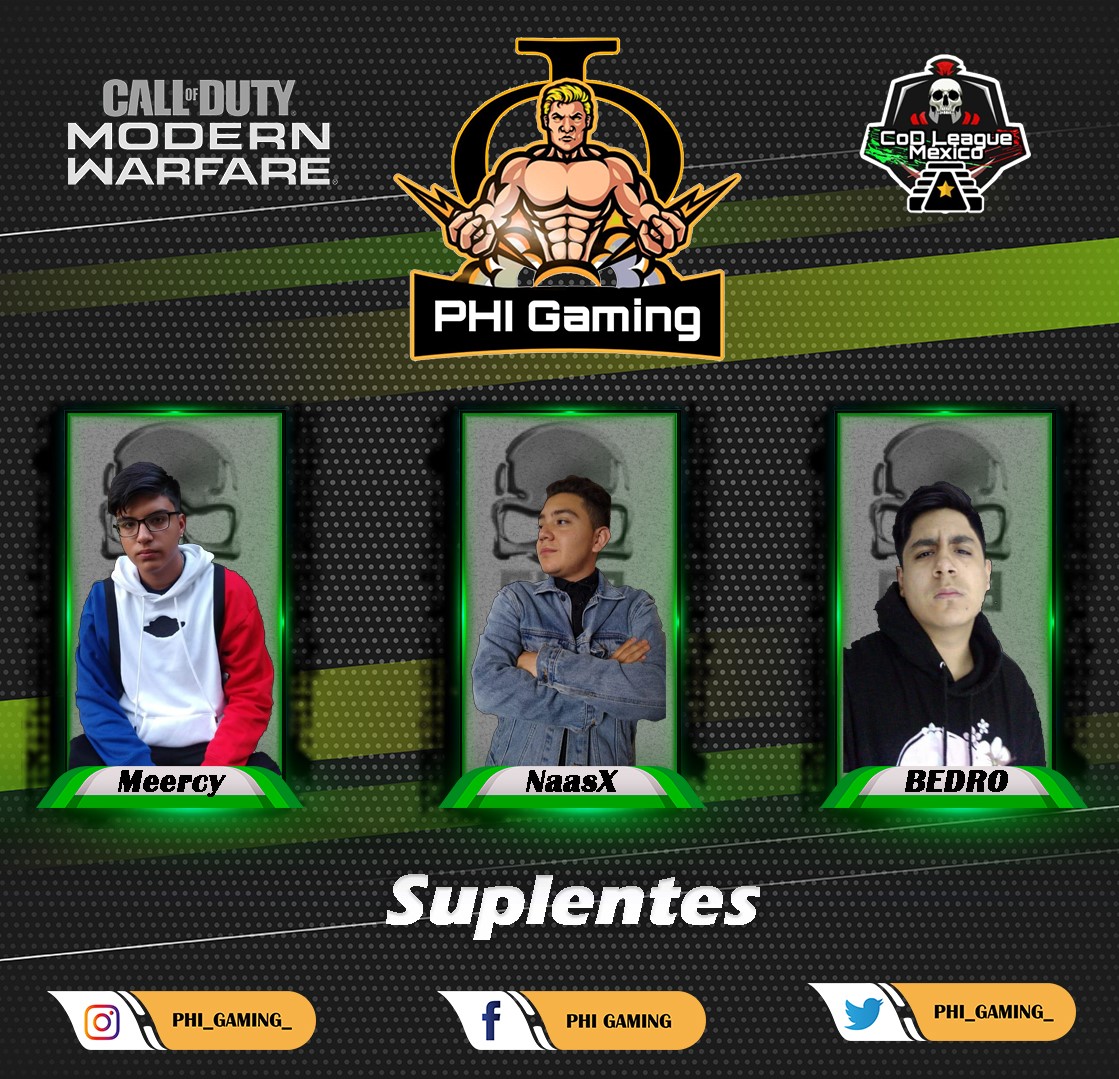 CALL OF DUTY
MODERN
WARFARE
CoD League
Mexico
PHI Gaming
Meercy
NaasX
BEDRO
Suplentes
PHI_GAMING_
PHI GAMING
PHI_GAMING_